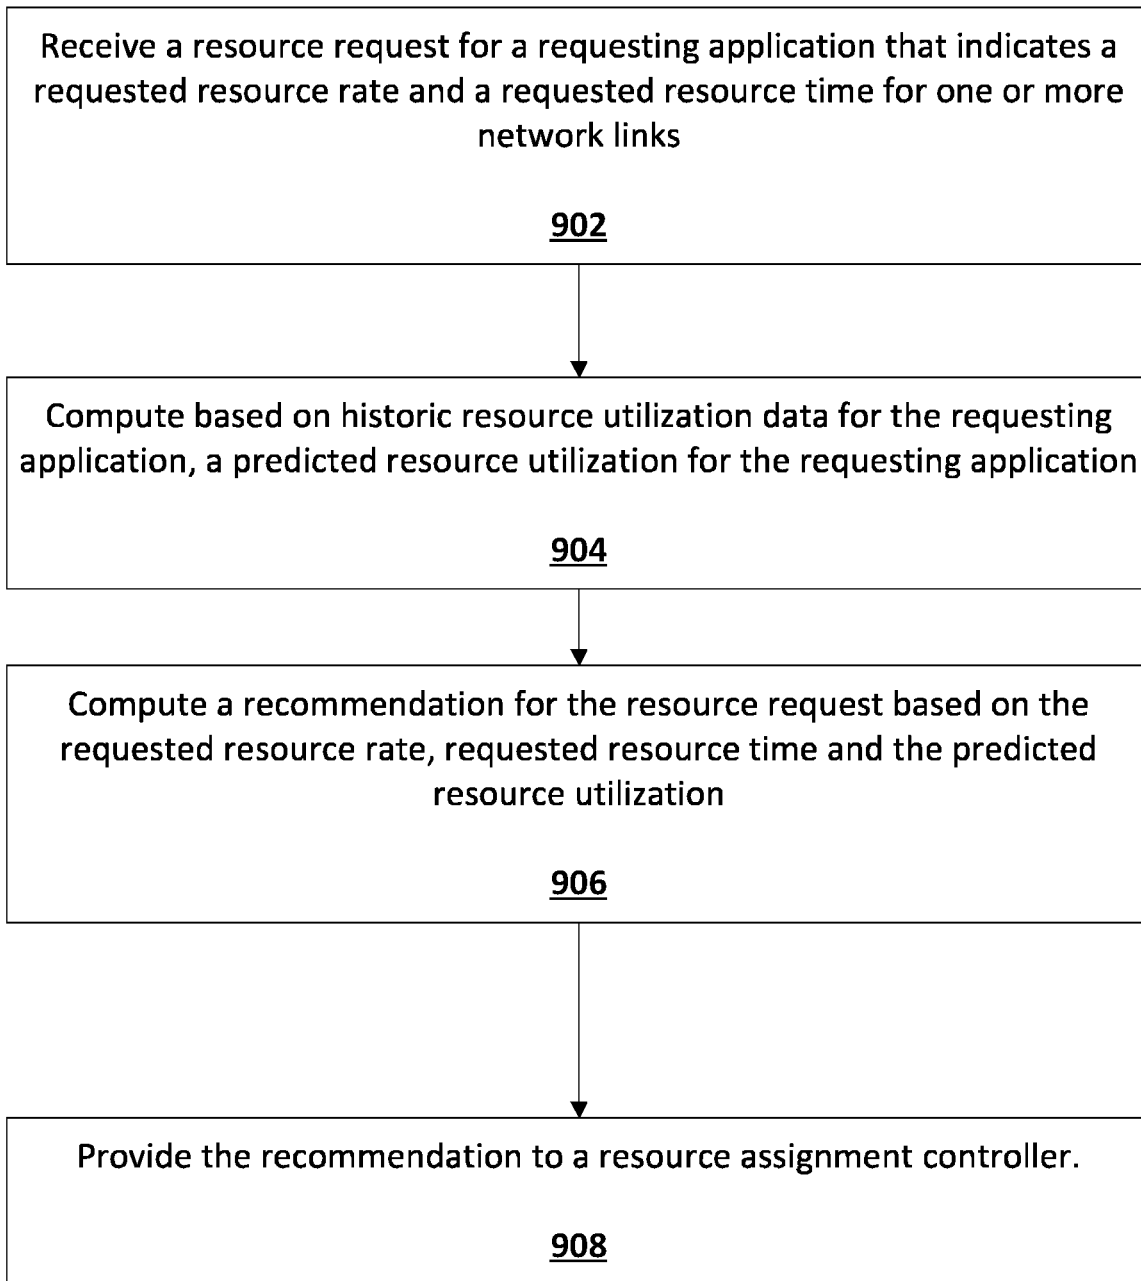 Receive a resource request for a requesting application that indicates a
requested resource rate and a requested resource time for one or more
network links
902
Compute based on historic resource utilization data for the requesting
application, a predicted resource utilization for the requesting application
904
Compute a recommendation for the resource request based on the
requested resource rate, requested resource time and the predicted
resource utilization
906
Provide the recommendation to a resource assignment controller.
908